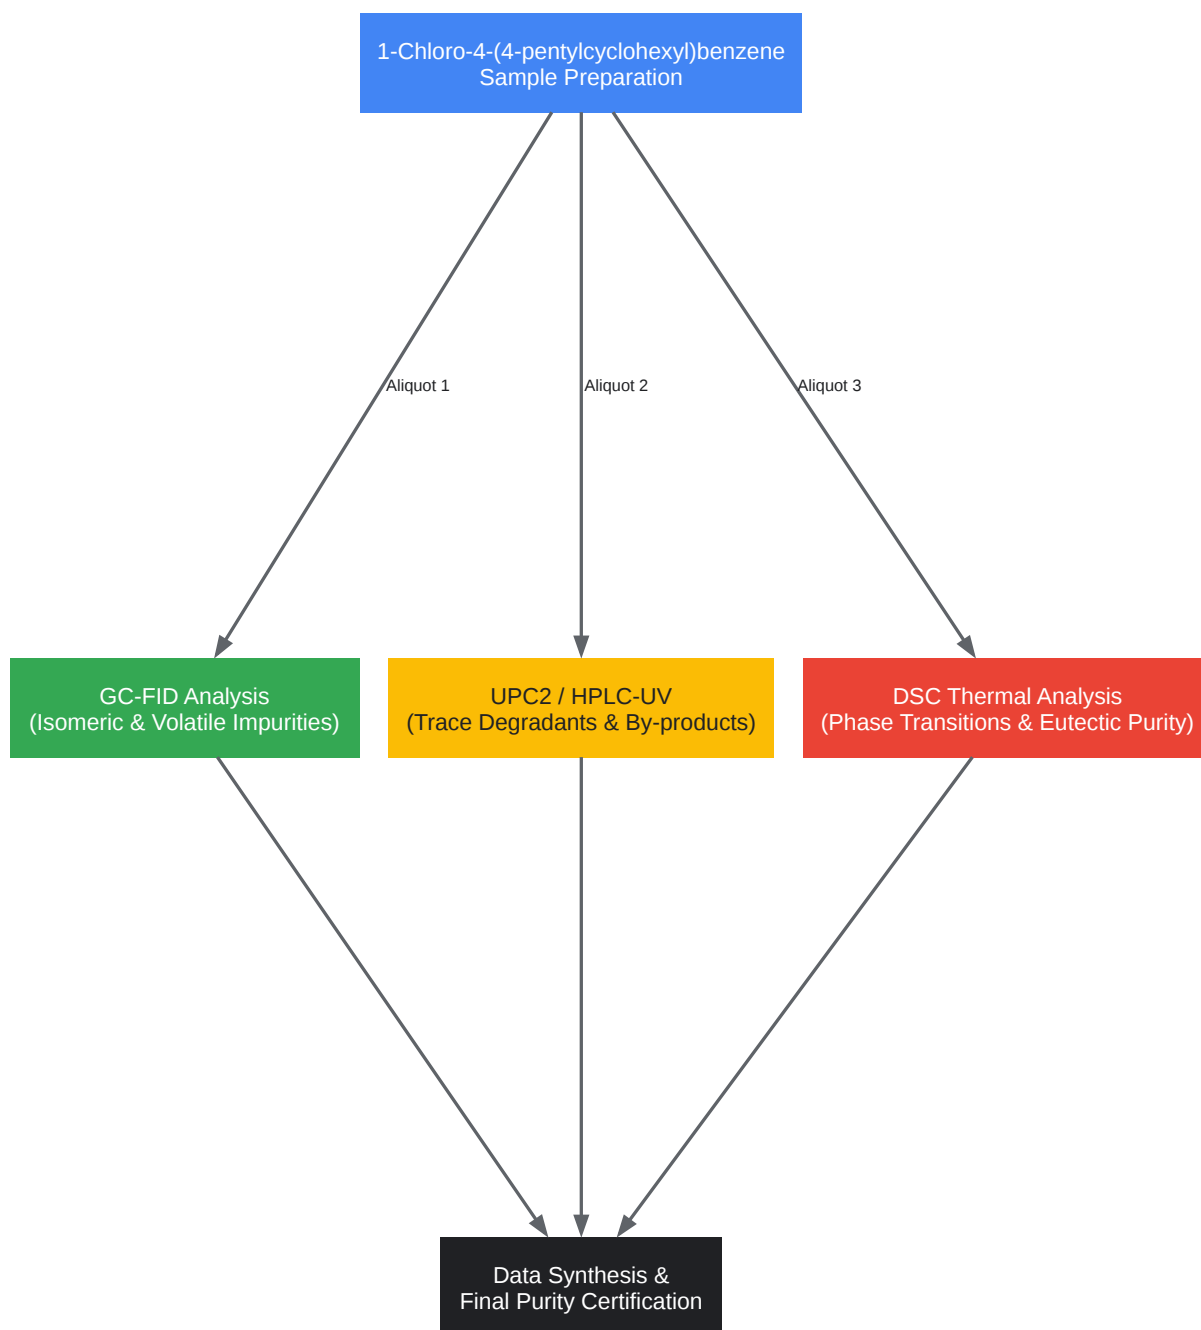 1-Chloro-4-(4-pentylcyclohexyl)benzene
Sample Preparation
Aliquot 1
Aliquot 2
Aliquot 3
GC-FID Analysis
(Isomeric & Volatile Impurities)
UPC2 / HPLC-UV
(Trace Degradants & By-products)
DSC Thermal Analysis
(Phase Transitions & Eutectic Purity)
Data Synthesis &
Final Purity Certification